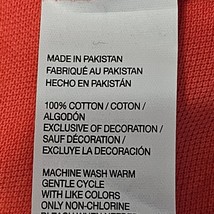 MADE IN PAKISTAN
FABRIQUÉ AU PAKISTAN
HECHO EN PAKISTÁN
100% COTTON / COTON /
ALGODÓN
EXCLUSIVE OF DECORATION /
SAUF DÉCORATION /
EXCLUYE LA DECORACIÓN
MACHINE WASH WARM
GENTLE CYCLE
WITH LIKE COLORS
ONLY NON-CHLORINE